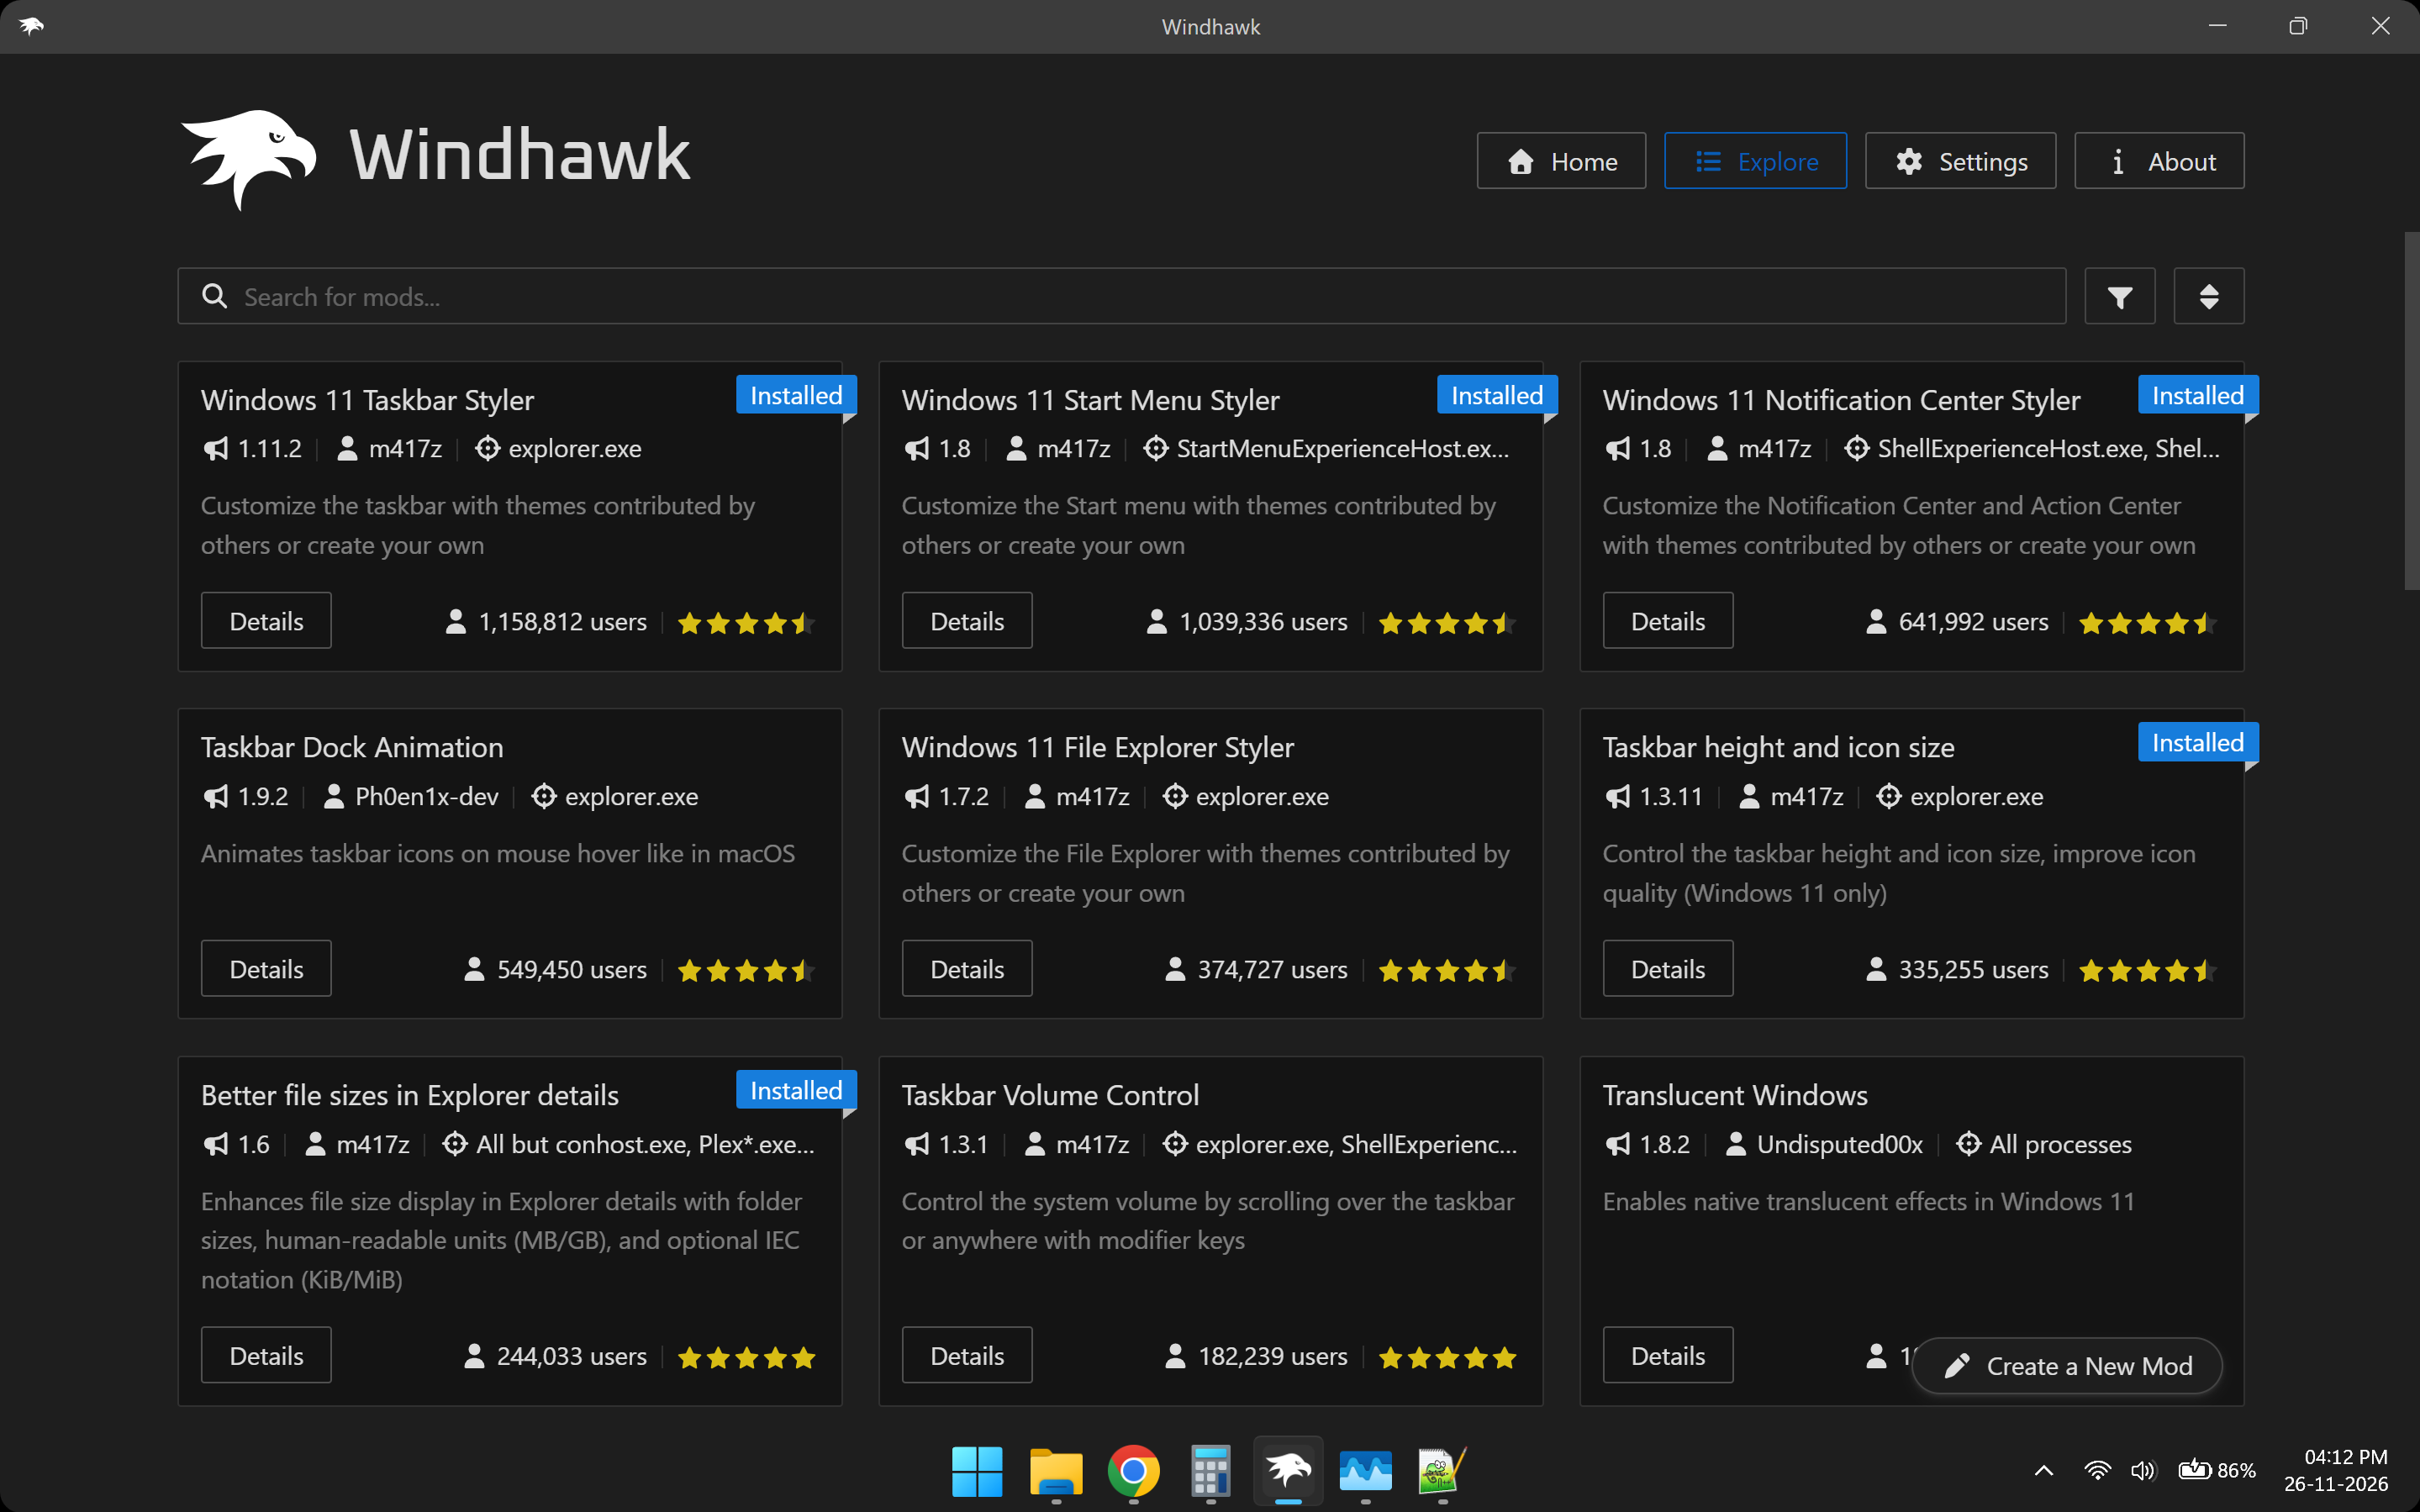 Windhawk
Windhawk
Home
Explore
Settings
About
Search for mods...
Windows 11 Taskbar Styler
Installed
1.11.2
m417z
explorer.exe
Customize the taskbar with themes contributed by
others or create your own
Details
1,158,812 users
Windows 11 Start Menu Styler
Installed
1.8
m417z
StartMenuExperienceHost.ex...
Customize the Start menu with themes contributed by
others or create your own
Details
1,039,336 users
Windows 11 Notification Center Styler
Installed
1.8
m417z
ShellExperienceHost.exe, Shel...
Customize the Notification Center and Action Center
with themes contributed by others or create your own
Details
641,992 users
Taskbar Dock Animation
1.9.2
Ph0en1x-dev
explorer.exe
Animates taskbar icons on mouse hover like in macOS
Details
549,450 users
Windows 11 File Explorer Styler
1.7.2
m417z
explorer.exe
Customize the File Explorer with themes contributed by
others or create your own
Details
374,727 users
Taskbar height and icon size
Installed
1.3.11
m417z
explorer.exe
Control the taskbar height and icon size, improve icon
quality (Windows 11 only)
Details
335,255 users
Better file sizes in Explorer details
Installed
1.6
m417z
All but conhost.exe, Plex*.exe...
Enhances file size display in Explorer details with folder
sizes, human-readable units (MB/GB), and optional IEC
notation (KiB/MiB)
Details
244,033 users
Taskbar Volume Control
1.3.1
m417z
explorer.exe, ShellExperienc...
Control the system volume by scrolling over the taskbar
or anywhere with modifier keys
Details
182,239 users
Translucent Windows
1.8.2
Undisputed00x
All processes
Enables native translucent effects in Windows 11
Details
Create a New Mod
86%
04:12 PM
26-11-2026